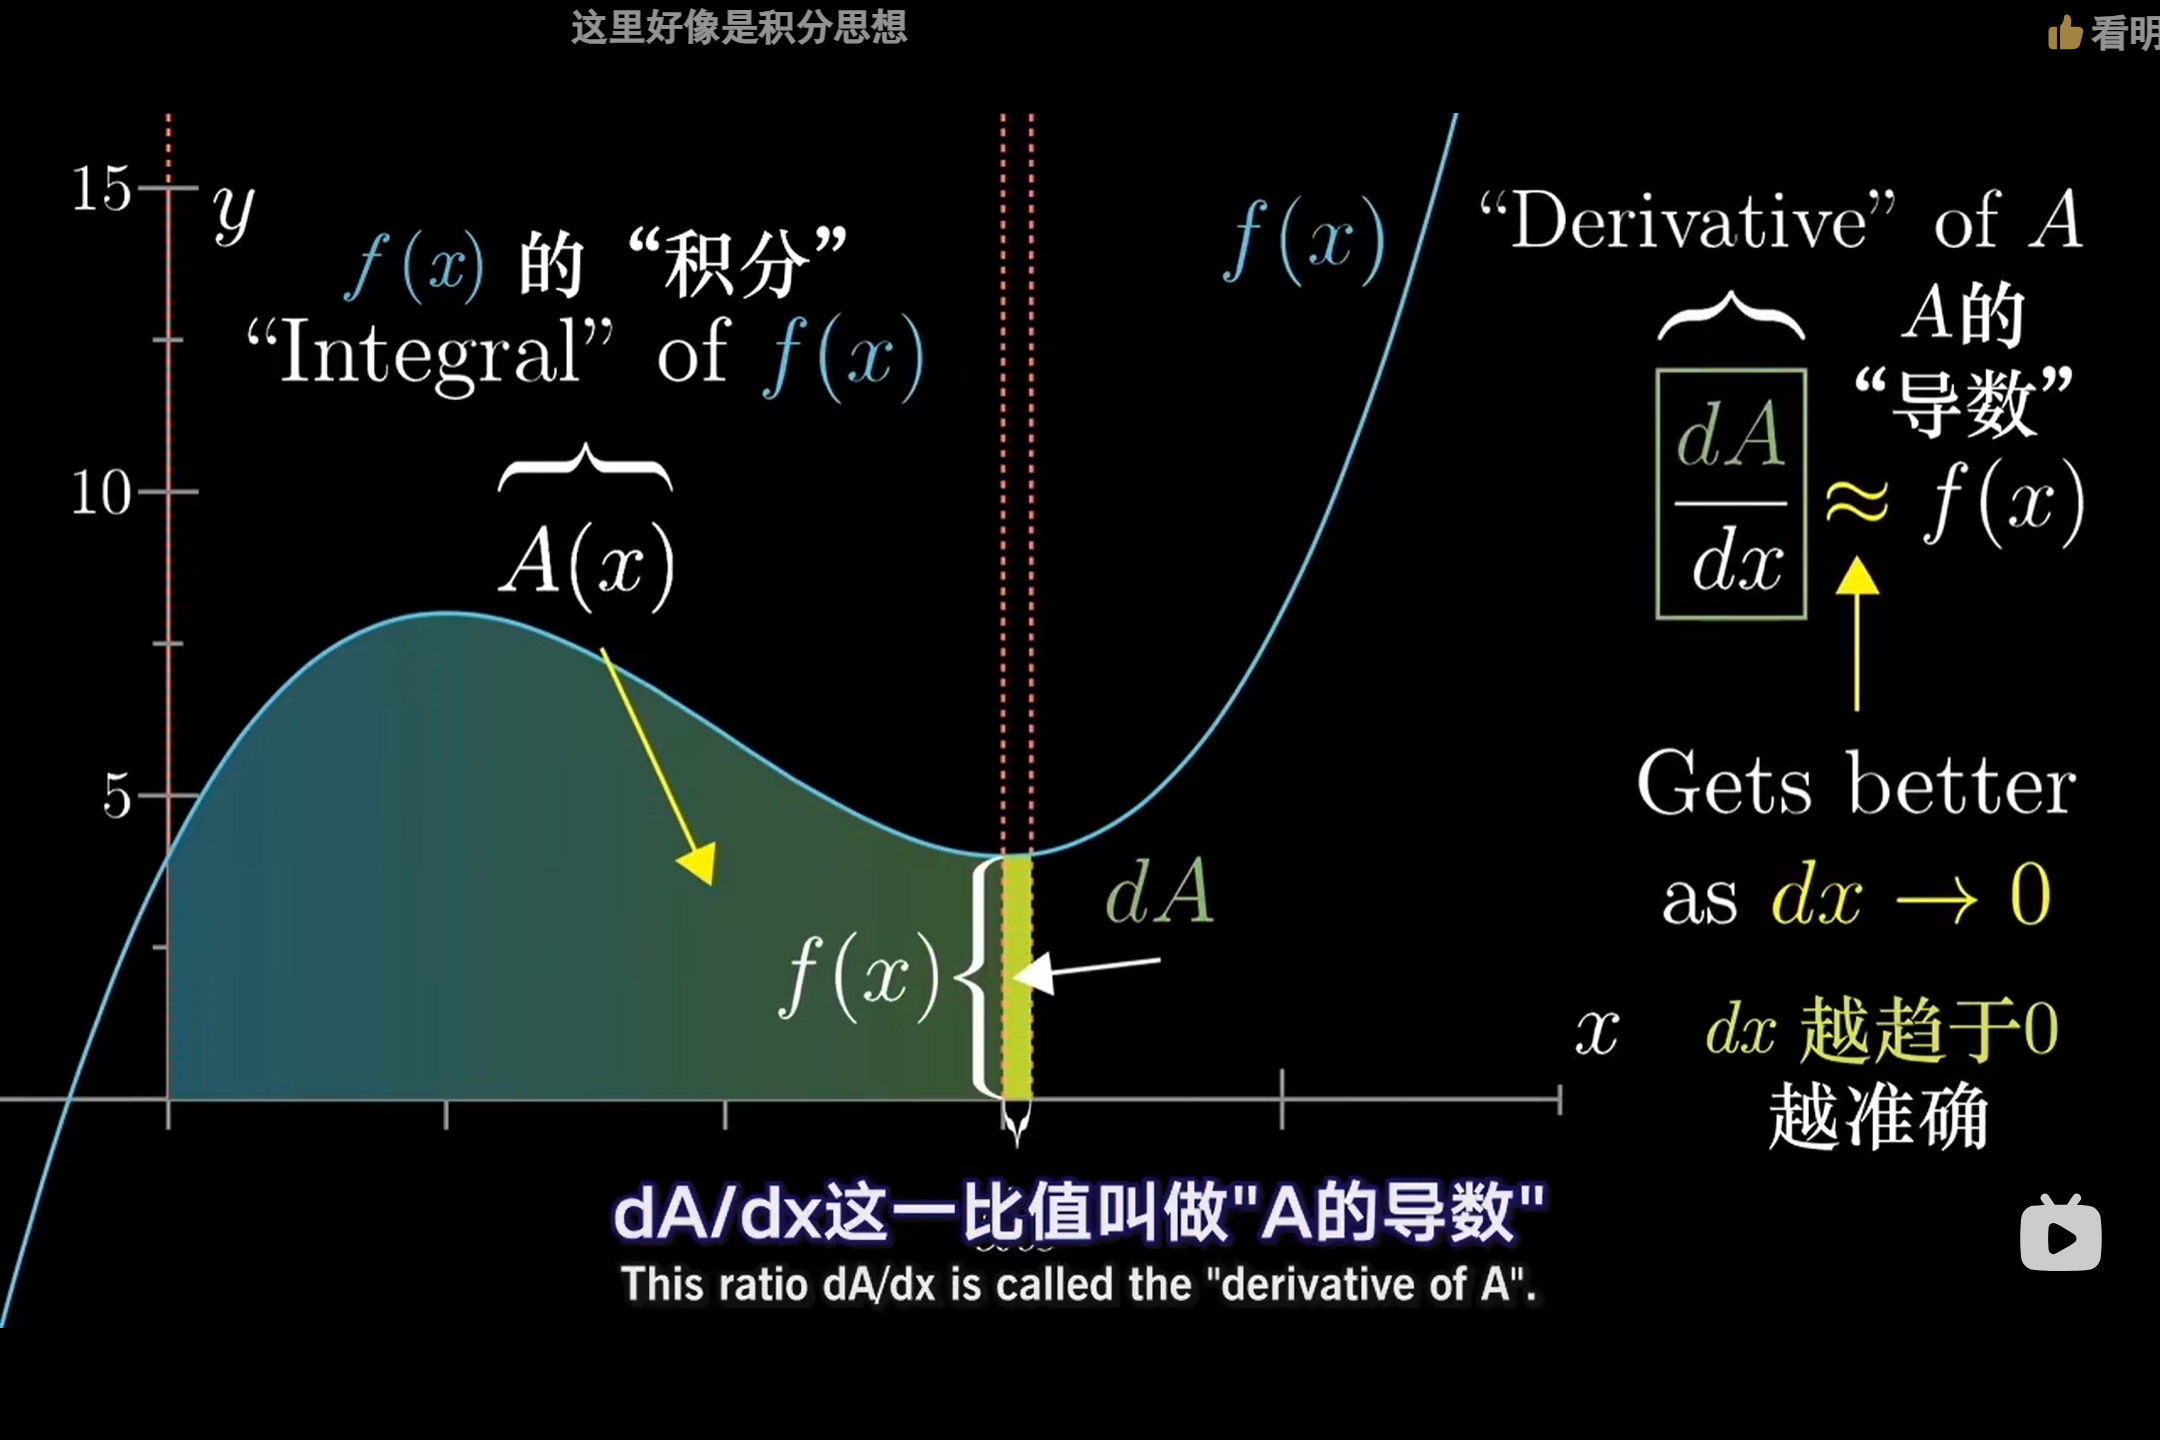 这里好像是积分思想
看明
15
y
f(x) 的 “积分”
“Integral” of f(x)
A(x)
10
5
f(x)
“Derivative” of A
A的
“导数”
dA
dx
≈ f(x)
Gets better
as dx → 0
dA
f(x)
x
dx 越趋于0
越准确
dA/dx这一比值叫做"A的导数"
This ratio dA/dx is called the "derivative of A".